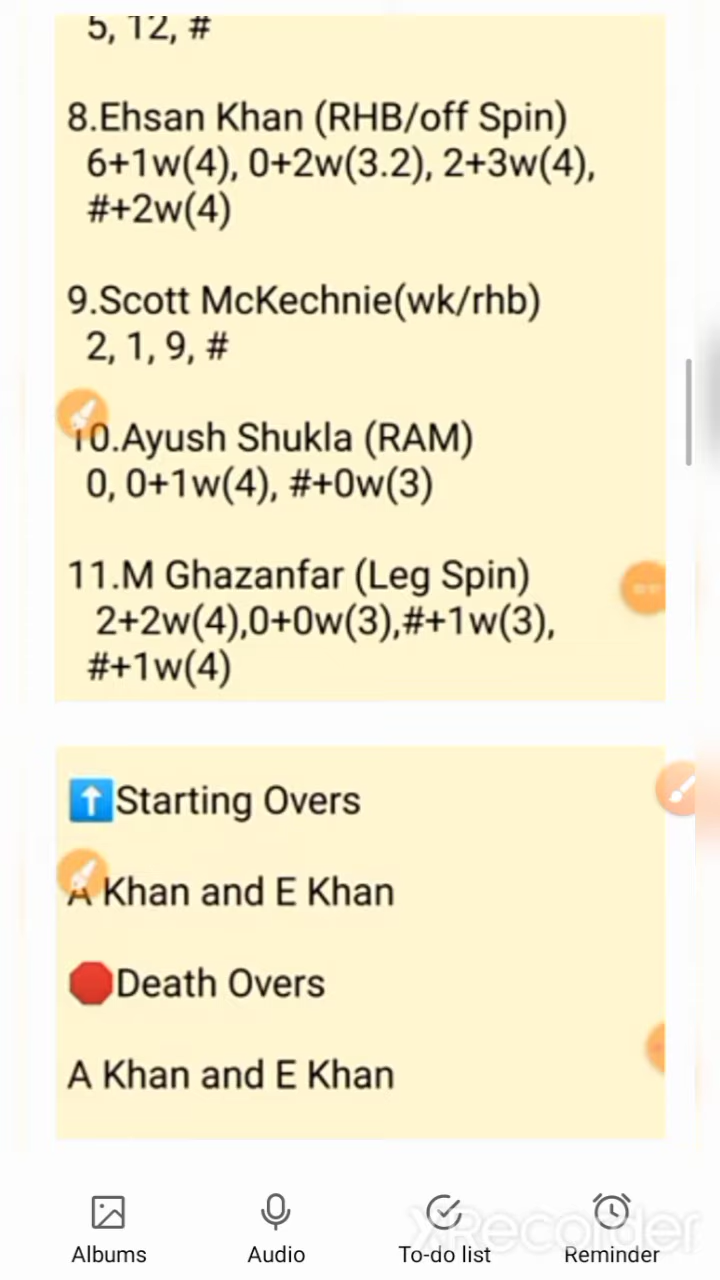 5, 12, #
8.Ehsan Khan (RHB/off Spin)
6+1w(4), 0+2w(3.2), 2+3w(4),
#+2w(4)
9.Scott McKechnie(wk/rhb)
2, 1, 9, #
10.Ayush Shukla (RAM)
0, 0+1w(4), #+0w(3)
11.M Ghazanfar (Leg Spin)
2+2w(4),0+0w(3),#+1w(3),
#+1w(4)
⬆️Starting Overs
A Khan and E Khan
🛑Death Overs
A Khan and E Khan
XRecorder
Albums
Audio
To-do list
Reminder